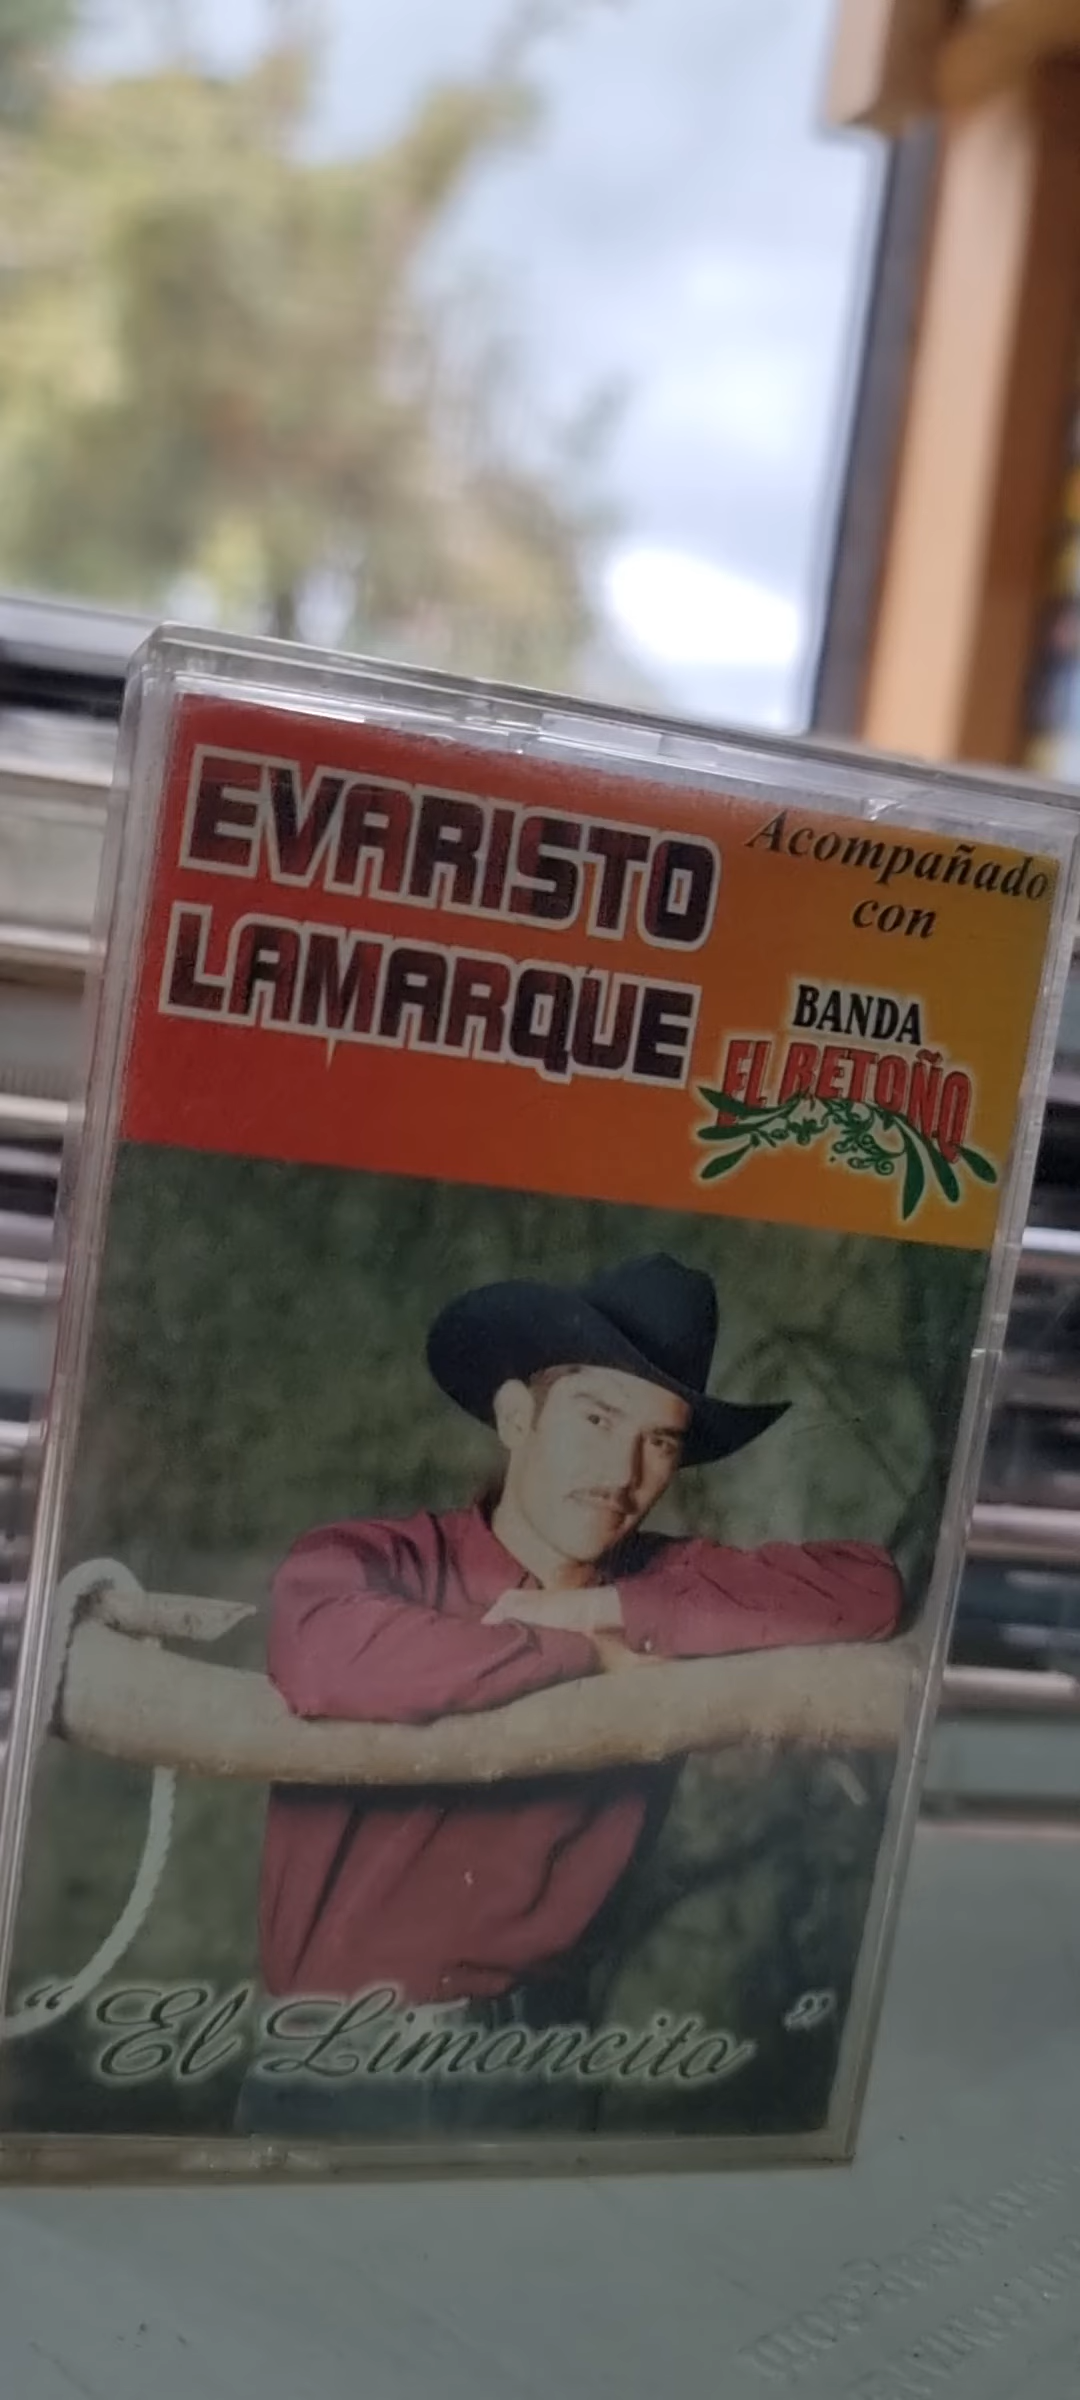 EVARISTO
LAMARQUE
Acompañado
con
BANDA
EL RETOÑO
"El Limoncito"